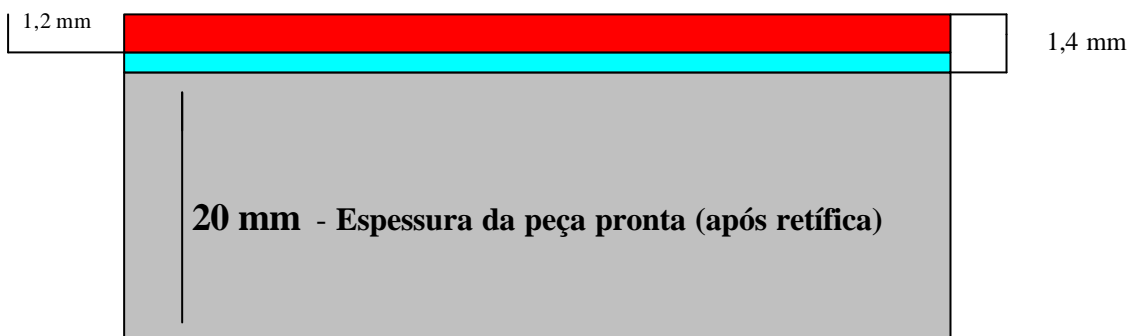 1,2 mm
1,4 mm
20 mm - Espessura da peça pronta (após retífica)